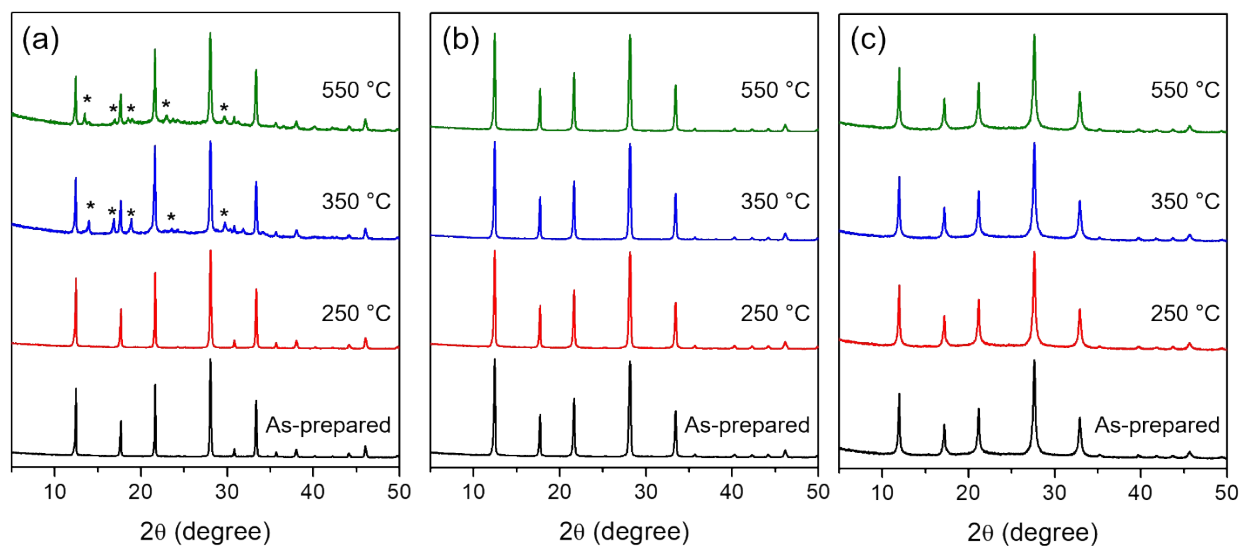 (a)
550 °C
* * * * *
350 °C
* * * * *
250 °C
As-prepared
10 20 30 40 50
2θ (degree)
(b)
550 °C
350 °C
250 °C
As-prepared
10 20 30 40 50
2θ (degree)
(c)
550 °C
350 °C
250 °C
As-prepared
10 20 30 40 50
2θ (degree)